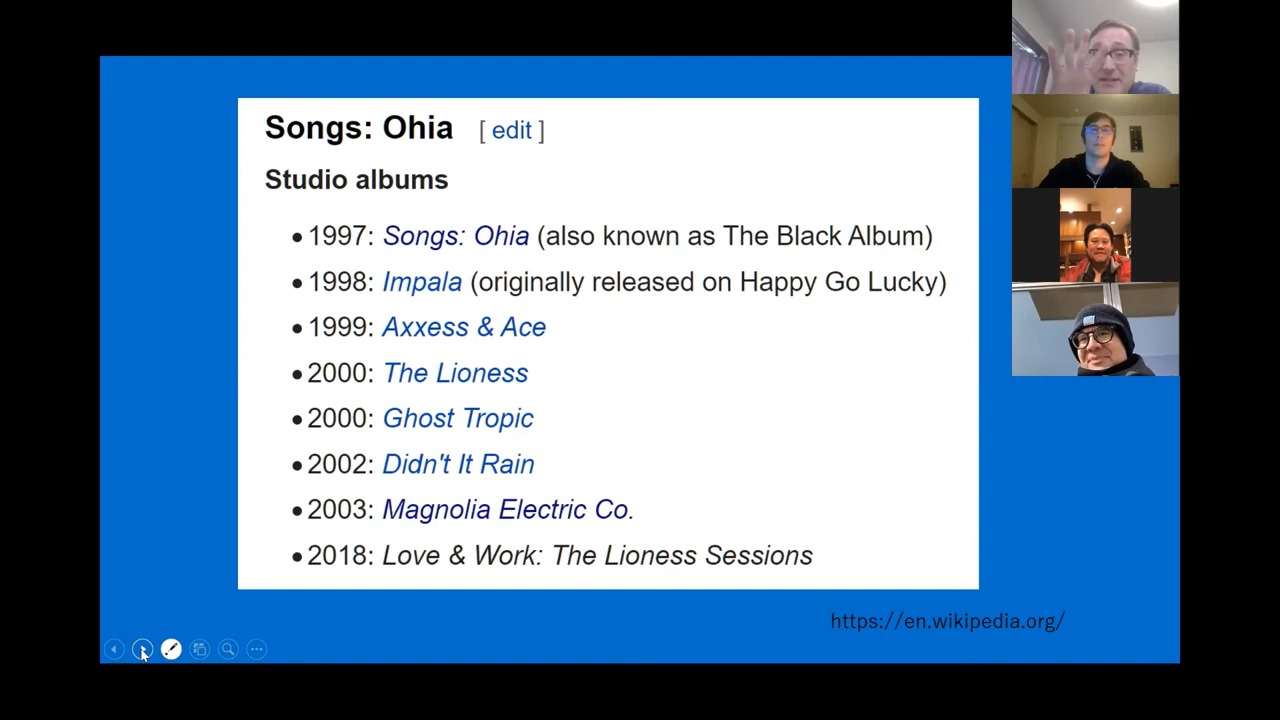 Songs: Ohia [ edit ]
Studio albums
• 1997: Songs: Ohia (also known as The Black Album)
• 1998: Impala (originally released on Happy Go Lucky)
• 1999: Axxess & Ace
• 2000: The Lioness
• 2000: Ghost Tropic
• 2002: Didn't It Rain
• 2003: Magnolia Electric Co.
• 2018: Love & Work: The Lioness Sessions
https://en.wikipedia.org/